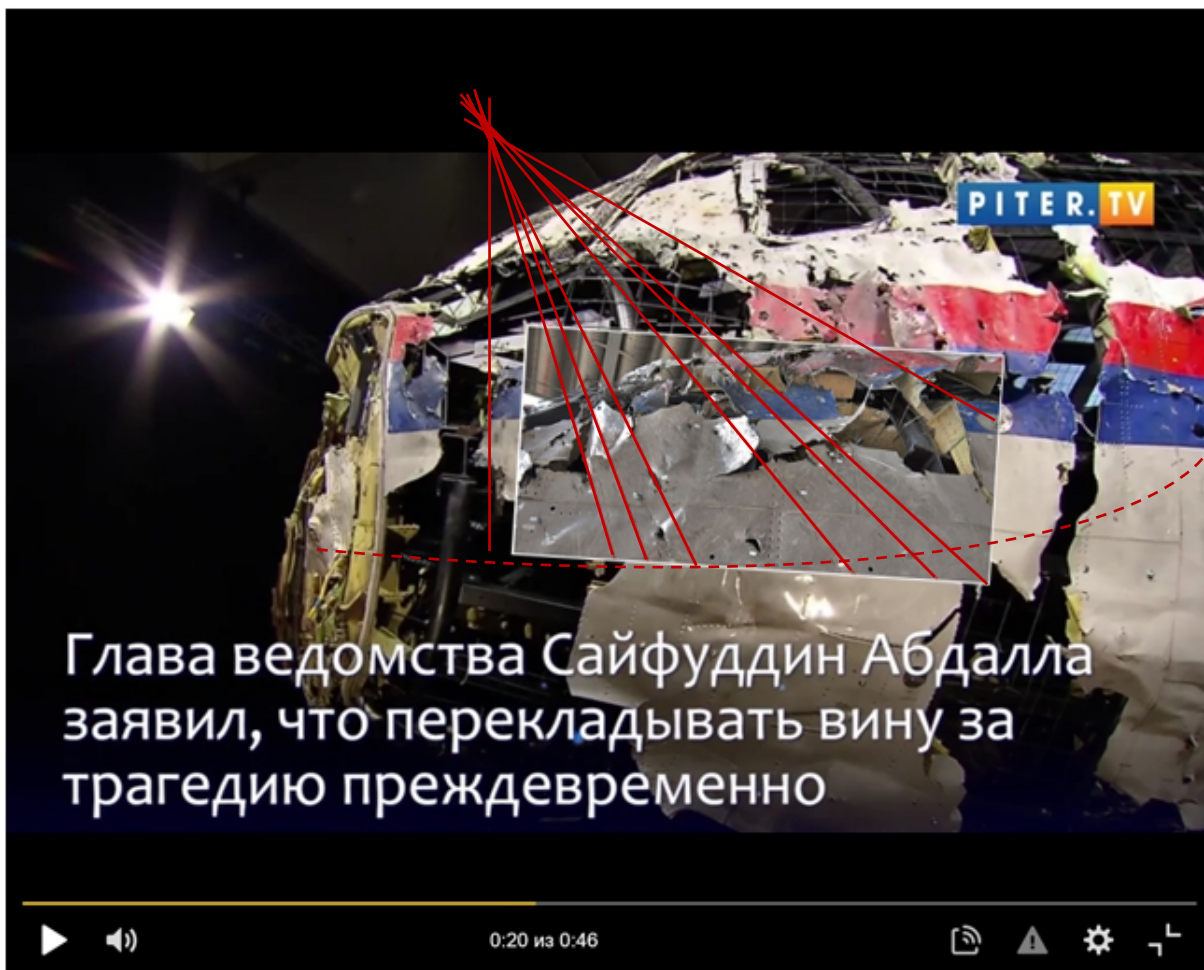 PITER.TV
Глава ведомства Сайфуддин Абдалла
заявил, что перекладывать вину за
трагедию преждевременно
0:20 из 0:46